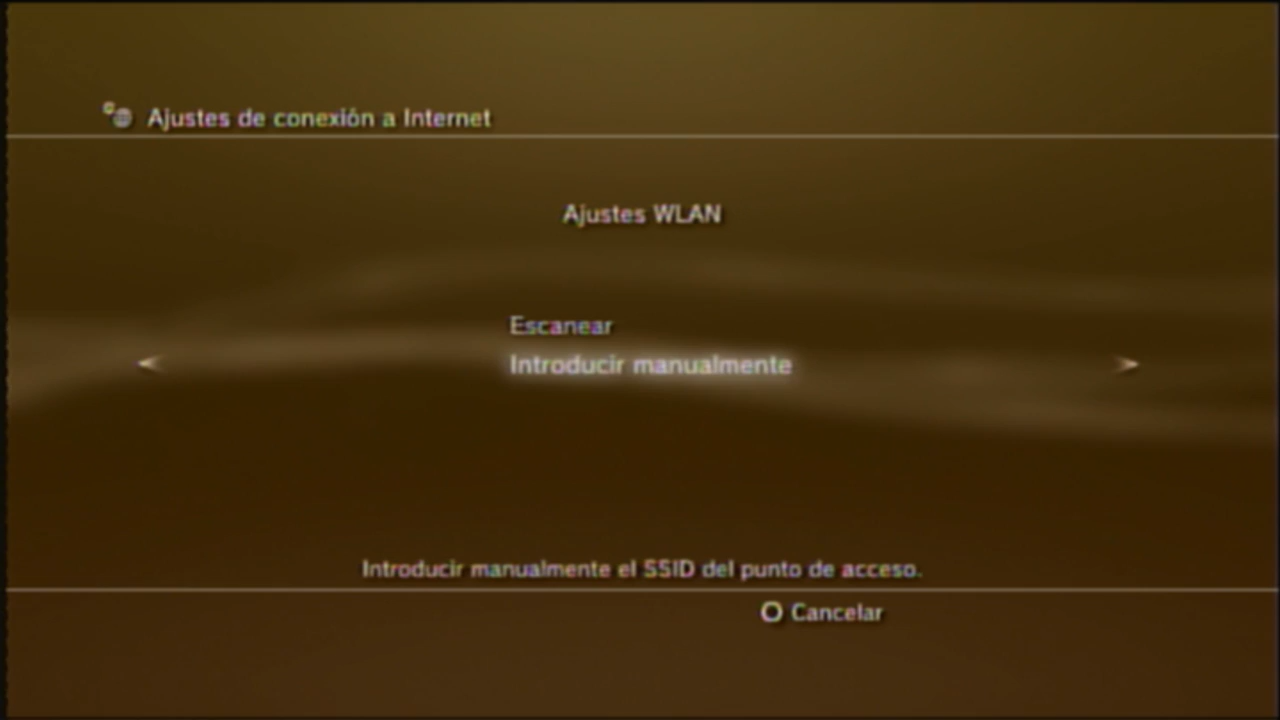 Ajustes de conexión a Internet
Ajustes WLAN
Escanear
Introducir manualmente
Introducir manualmente el SSID del punto de acceso.
Cancelar